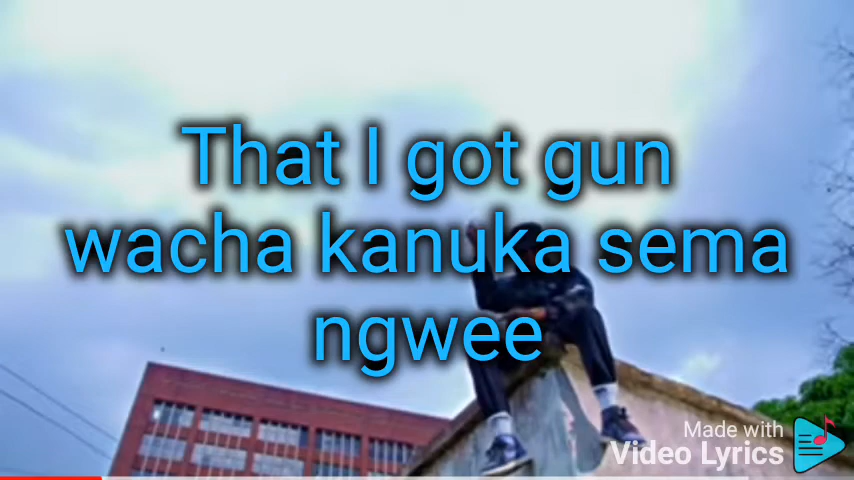 That I got gun
wacha kanuka sema
ngwee
Made with
Video Lyrics